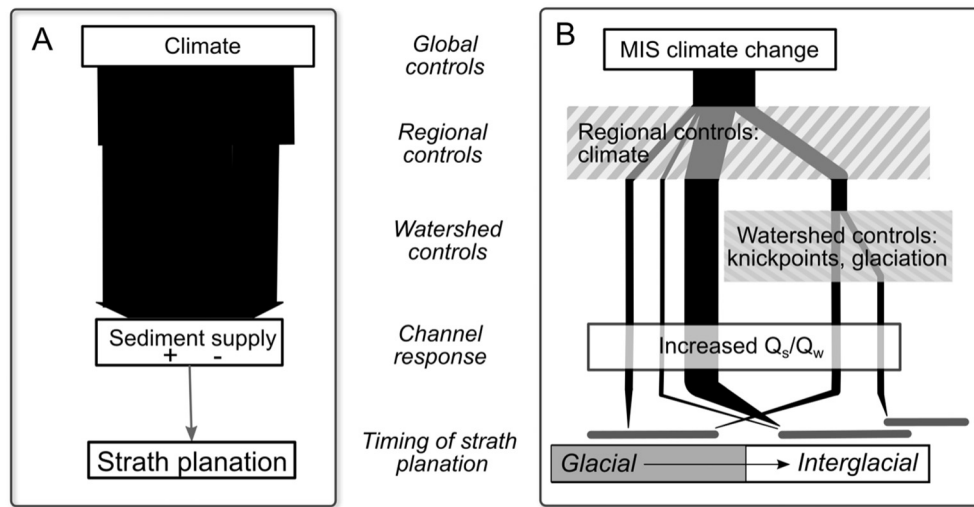 A
Climate
Sediment supply
+ -
Strath planation
Global
controls
Regional
controls
Watershed
controls
Channel
response
Timing of strath
planation
B
MIS climate change
Regional controls:
climate
Watershed controls:
knickpoints, glaciation
Increased Qs/Qw
Glacial
Interglacial